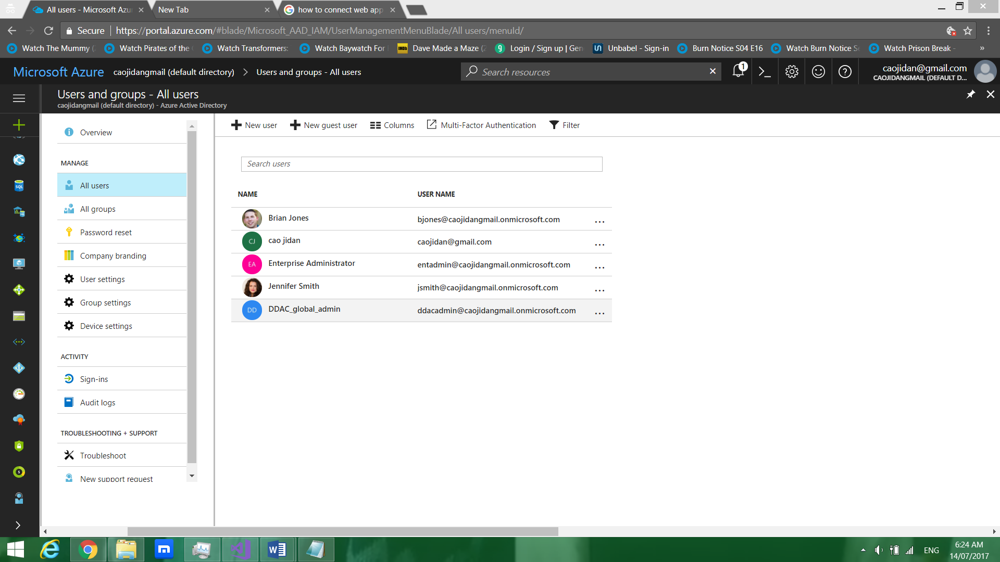 All users - Microsoft Azur
New Tab
how to connect web app
Secure
https://portal.azure.com/#blade/Microsoft_AAD_IAM/UserManagementMenuBlade/All users/menuId/
Watch The Mummy (
Watch Pirates of the
Watch Transformers:
Watch Baywatch For
IMDb
Dave Made a Maze (2
g
Login / Sign up | Gen
Unbabel - Sign-in
Burn Notice S04 E16
Watch Burn Notice S
Watch Prison Break -
»
Microsoft Azure
caojidangmail (default directory)
Users and groups - All users
Search resources
1
caojidan@gmail.com
CAOJIDANGMAIL (DEFAULT D...
Users and groups - All users
caojidangmail (default directory) - Azure Active Directory
Overview
MANAGE
All users
All groups
Password reset
Company branding
User settings
Group settings
Device settings
ACTIVITY
Sign-ins
Audit logs
TROUBLESHOOTING + SUPPORT
Troubleshoot
New support request
SQL
New user
New guest user
Columns
Multi-Factor Authentication
Filter
Search users
NAME
USER NAME
Brian Jones
bjones@caojidangmail.onmicrosoft.com
...
CJ
cao jidan
caojidan@gmail.com
...
EA
Enterprise Administrator
entadmin@caojidangmail.onmicrosoft.com
...
Jennifer Smith
jsmith@caojidangmail.onmicrosoft.com
...
DD
DDAC_global_admin
ddacadmin@caojidangmail.onmicrosoft.com
...
ENG
6:24 AM
14/07/2017